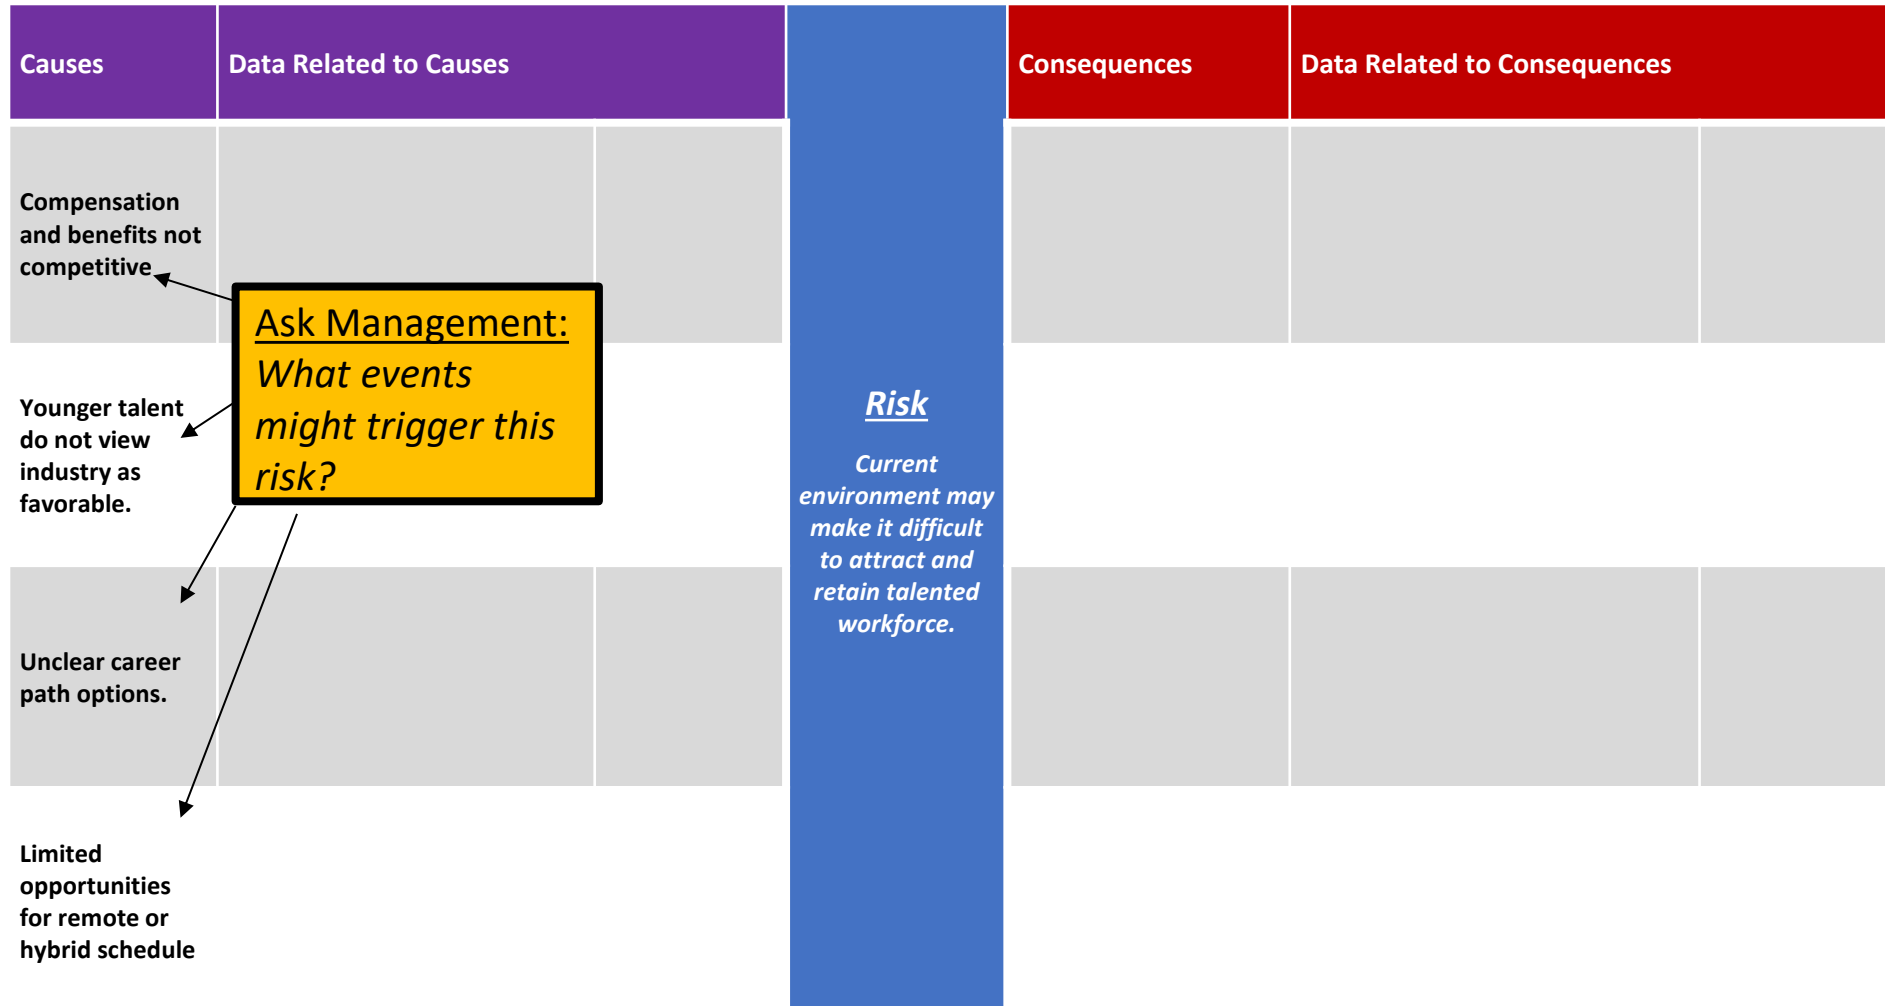 Causes
Data Related to Causes
Consequences
Data Related to Consequences
Compensation
and benefits not
competitive
Ask Management:
What events
might trigger this
risk?
Younger talent
do not view
industry as
favorable.
Unclear career
path options.
Limited
opportunities
for remote or
hybrid schedule
Risk
Current
environment may
make it difficult
to attract and
retain talented
workforce.